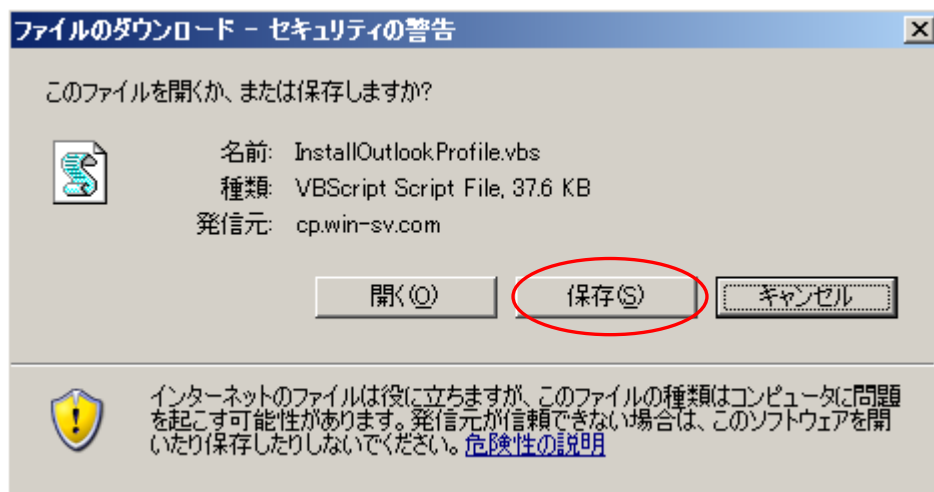 ファイルのダウンロード - セキュリティの警告
このファイルを開くか、または保存しますか?
名前: InstallOutlookProfile.vbs
種類: VBScript Script File, 37.6 KB
発信元: cp.win-sv.com
開く(O) 保存(S) キャンセル
インターネットのファイルは役に立ちますが、このファイルの種類はコンピュータに問題
を起こす可能性があります。発信元が信頼できない場合は、このソフトウェアを開
いたり保存したりしないでください。危険性の説明